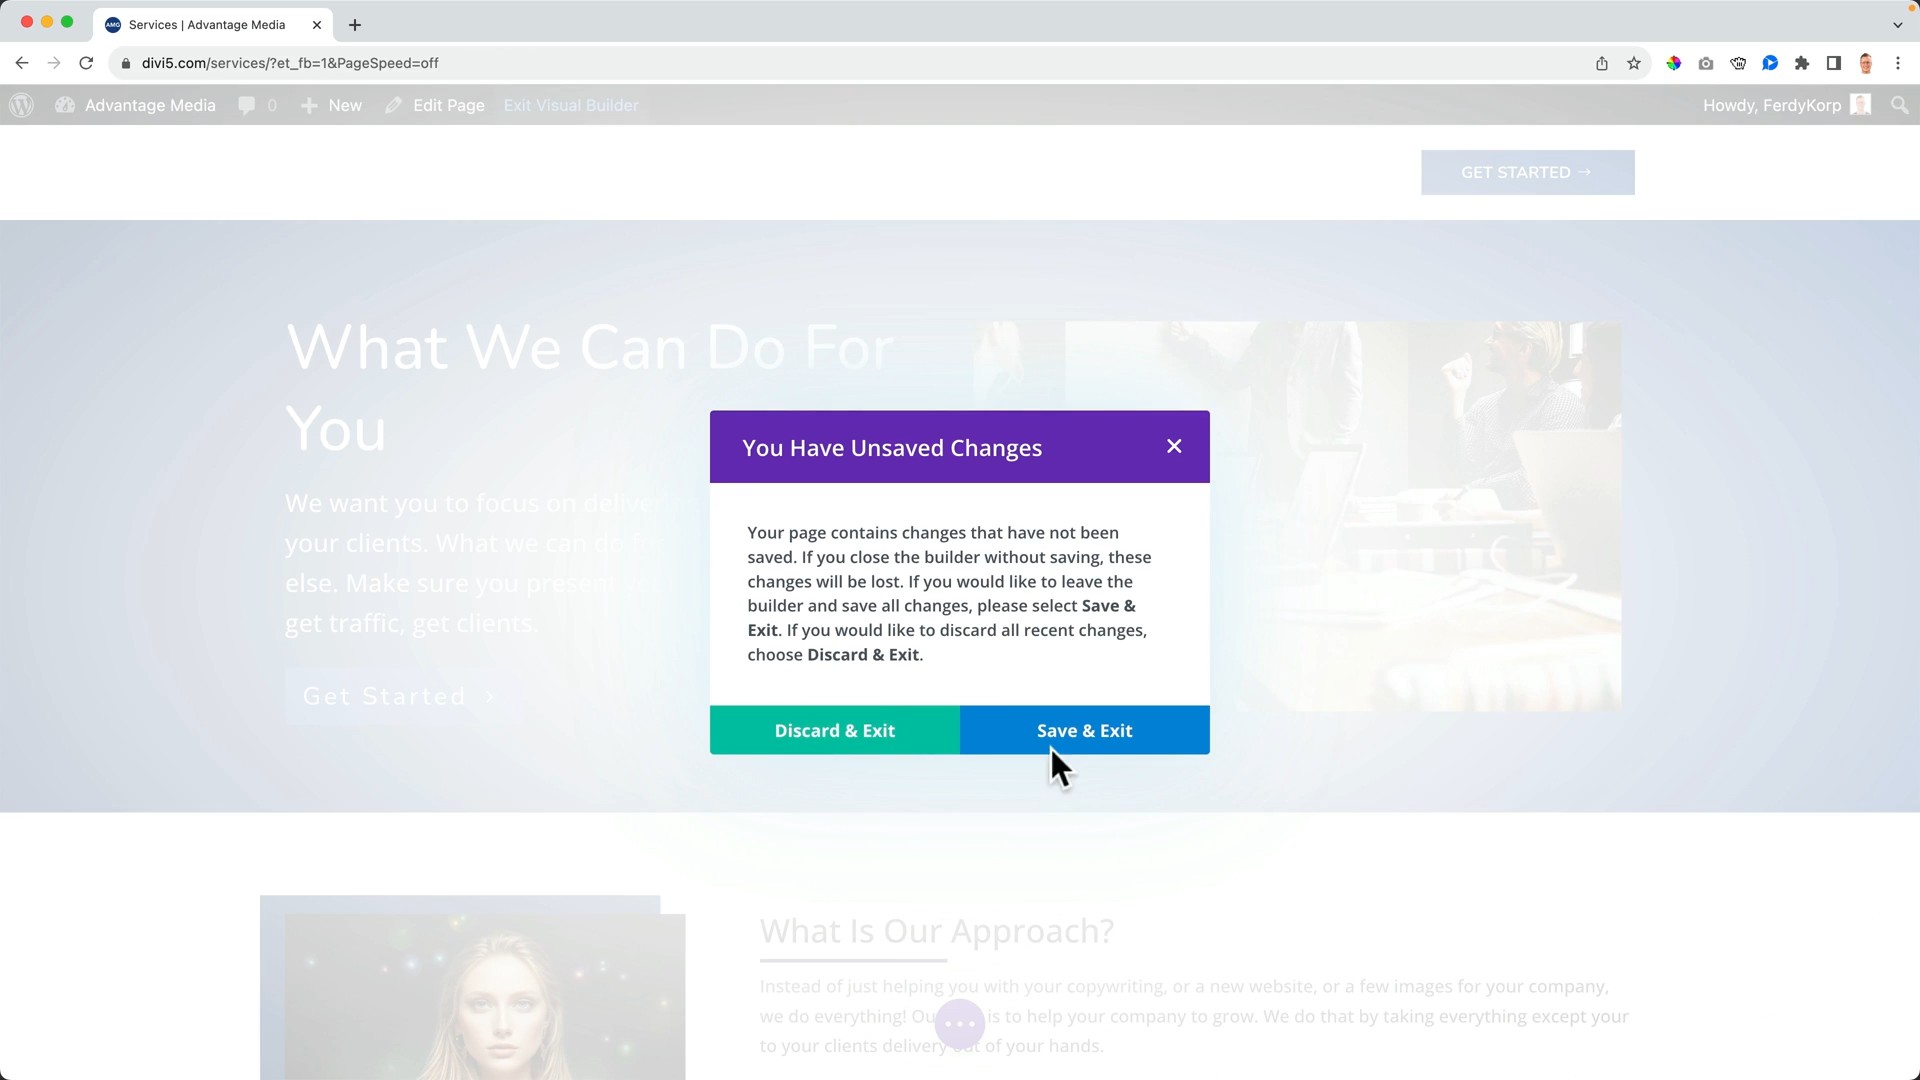 AMG
Services | Advantage Media
divi5.com/services/?et_fb=1&PageSpeed=off
Advantage Media 0 New Edit Page Exit Visual Builder Howdy, FerdyKorp
GET STARTED →
What We Can Do For
You
We want you to focus on
your clients. What we can do
else. Make sure you present
get traffic, get clients.
Get Started >
You Have Unsaved Changes
Your page contains changes that have not been
saved. If you close the builder without saving, these
changes will be lost. If you would like to leave the
builder and save all changes, please select Save &
Exit. If you would like to discard all recent changes,
choose Discard & Exit.
Discard & Exit Save & Exit
What Is Our Approach?
Instead of just helping you with your copywriting, or a new website, or a few images for your company,
we do everything! is to help your company to grow. We do that by taking everything except your
to your clients delivery out of your hands.